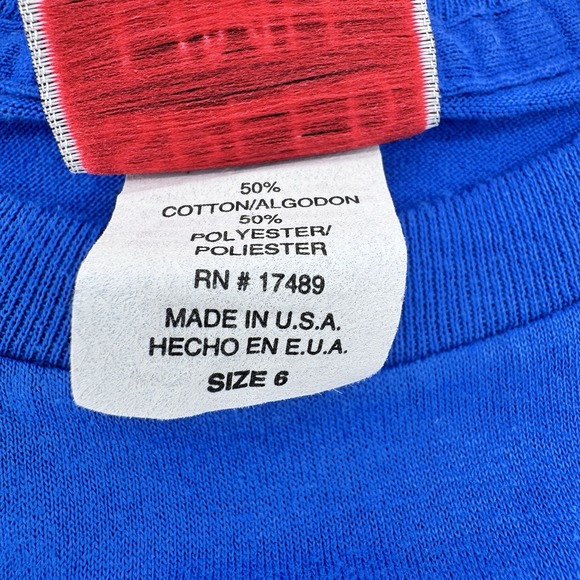 50%
COTTON/ALGODON
50%
POLYESTER/
POLIESTER
RN # 17489
MADE IN U.S.A.
HECHO EN E.U.A.
SIZE 6